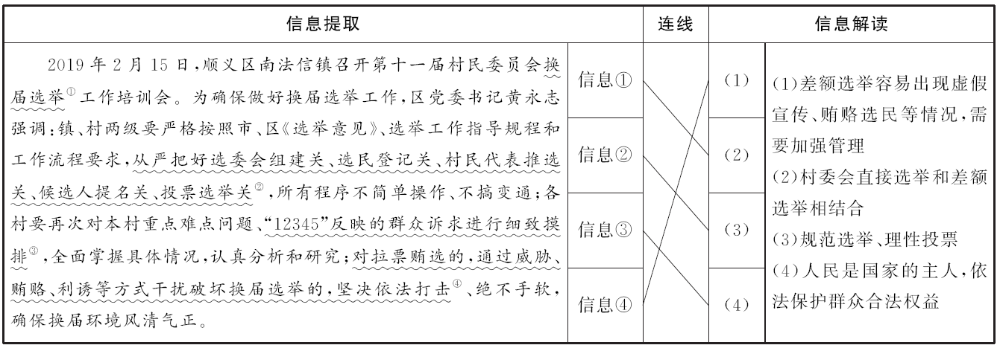 信息提取
连线
信息解读
2019 年 2 月 15 日,顺义区南法信镇召开第十一届村民委员会换
届选举①工作培训会。为确保做好换届选举工作,区党委书记黄永志
强调:镇、村两级要严格按照市、区《选举意见》、选举工作指导规程和
工作流程要求,从严把好选委会组建关、选民登记关、村民代表推选
关、候选人提名关、投票选举关②,所有程序不简单操作、不搞变通;各
村要再次对本村重点难点问题、“12345”反映的群众诉求进行细致摸
排③,全面掌握具体情况,认真分析和研究;对拉票贿选的,通过威胁、
贿赂、利诱等方式干扰破坏换届选举的,坚决依法打击④、绝不手软,
确保换届环境风清气正。
信息①
信息②
信息③
信息④
(1)
(2)
(3)
(4)
(1)差额选举容易出现虚假
宣传、贿赂选民等情况,需
要加强管理
(2)村委会直接选举和差额
选举相结合
(3)规范选举、理性投票
(4)人民是国家的主人,依
法保护群众合法权益